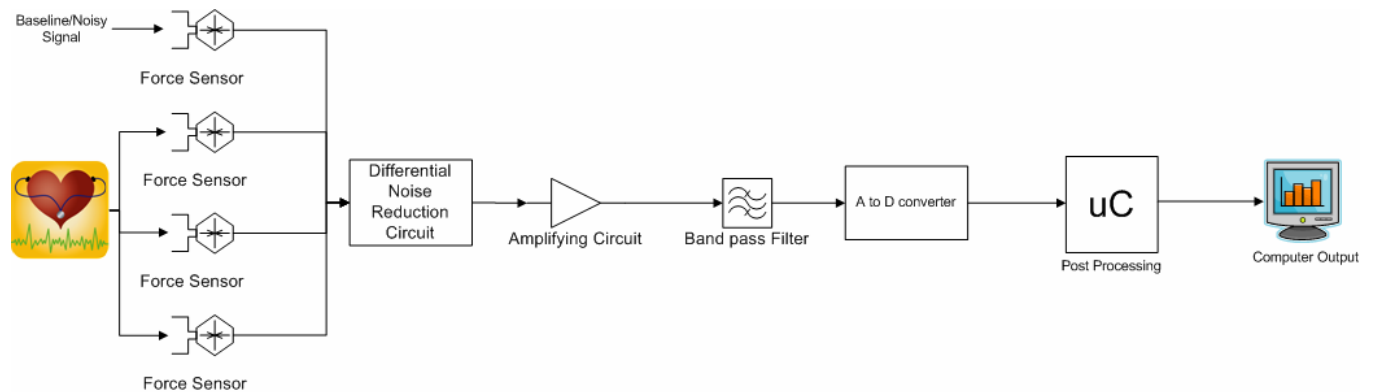 Baseline/Noisy
Signal
Force Sensor
Force Sensor
Force Sensor
Force Sensor
Differential
Noise
Reduction
Circuit
Amplifying Circuit
Band pass Filter
A to D converter
uC
Post Processing
Computer Output